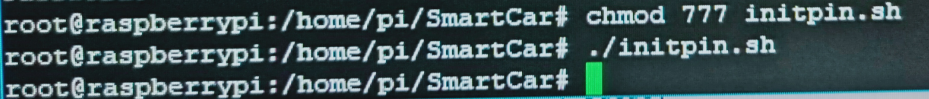 root@raspberrypi:/home/pi/SmartCar# chmod 777 initpin.sh
root@raspberrypi:/home/pi/SmartCar# ./initpin.sh
root@raspberrypi:/home/pi/SmartCar#